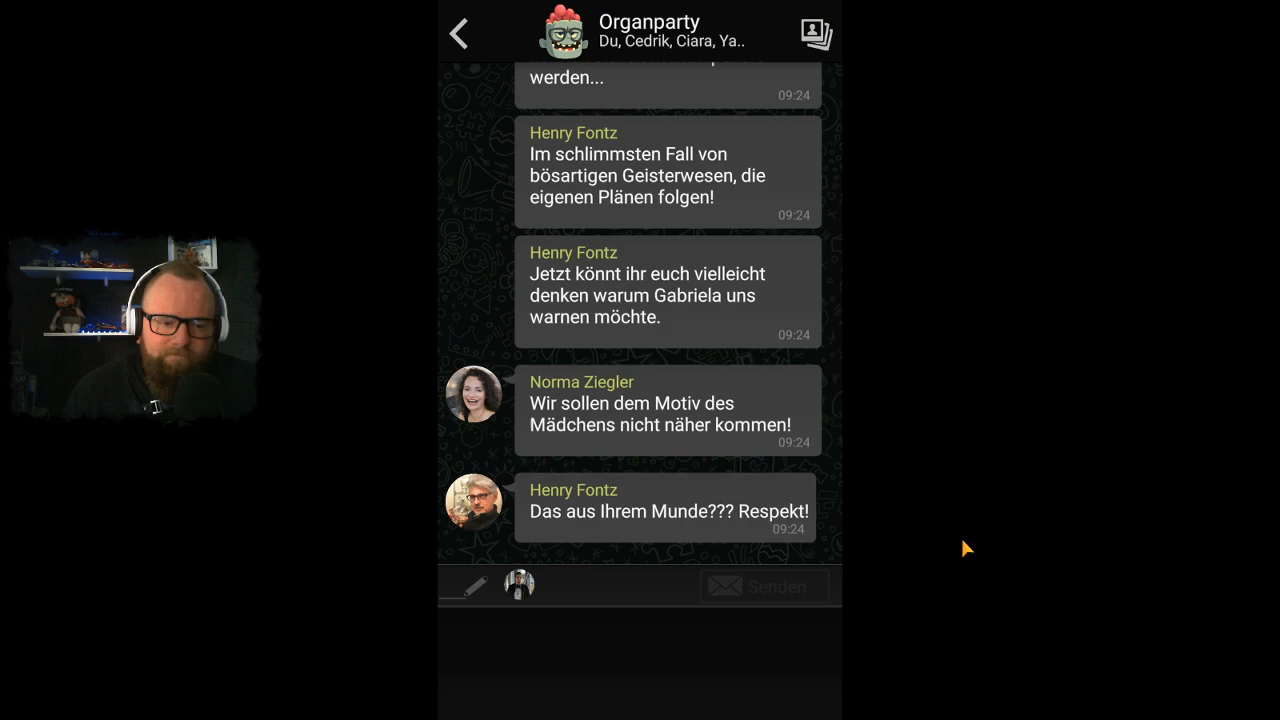 Organparty
Du, Cedrik, Ciara, Ya..
werden...
09:24
Henry Fontz
Im schlimmsten Fall von
bösartigen Geisterwesen, die
eigenen Plänen folgen!
09:24
Henry Fontz
Jetzt könnt ihr euch vielleicht
denken warum Gabriela uns
warnen möchte.
09:24
Norma Ziegler
Wir sollen dem Motiv des
Mädchens nicht näher kommen!
09:24
Henry Fontz
Das aus Ihrem Munde??? Respekt!
09:24
Senden